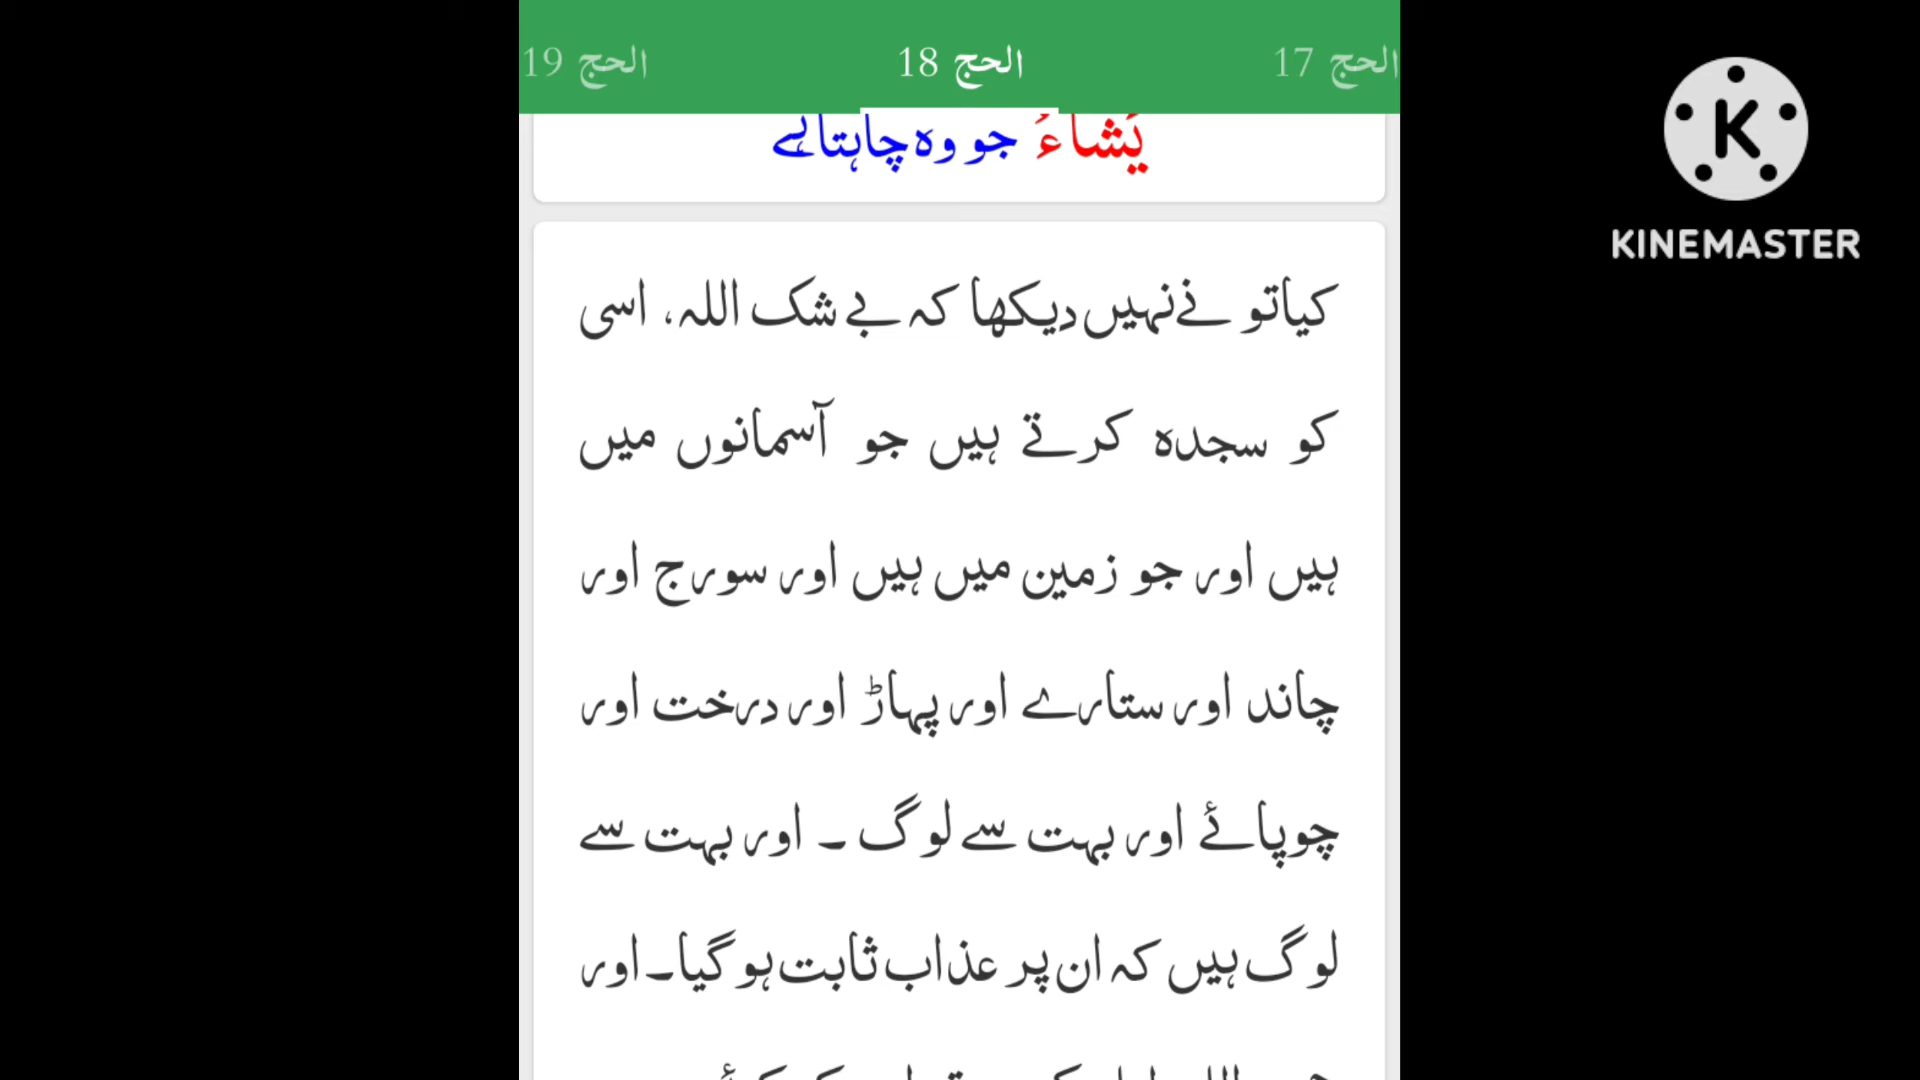 الحج 17 الحج 18 الحج 19
يَشَاءُ جو وہ چاہتا ہے
کیا تو نے نہیں دیکھا کہ بے شک اللہ، اسی
کو سجدہ کرتے ہیں جو آسمانوں میں
ہیں اور جو زمین میں ہیں اور سورج اور
چاند اور ستارے اور پہاڑ اور درخت اور
چوپائے اور بہت سے لوگ ۔ اور بہت سے
لوگ ہیں کہ ان پر عذاب ثابت ہو گیا۔ اور
KINEMASTER